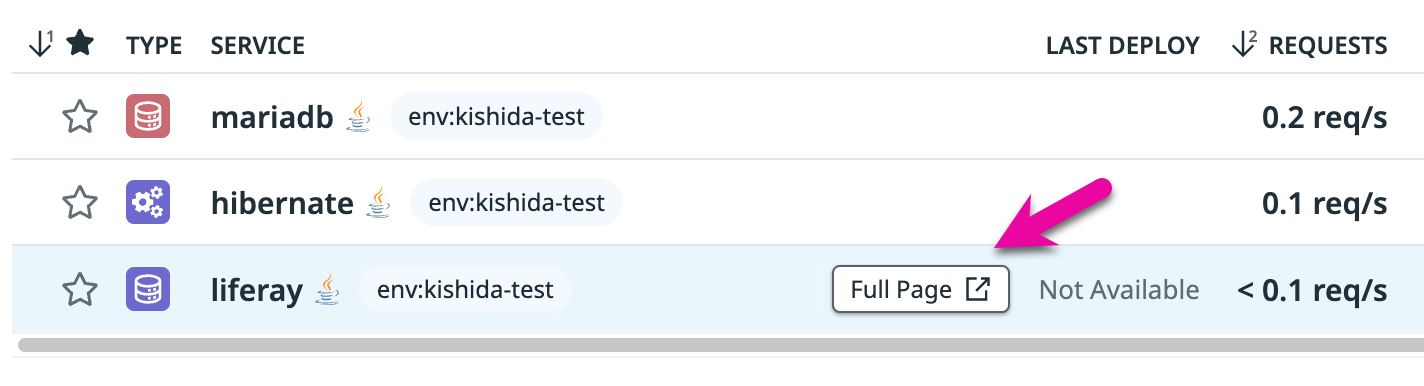 1 TYPE SERVICE LAST DEPLOY 2 REQUESTS
mariadb env:kishida-test 0.2 req/s
hibernate env:kishida-test 0.1 req/s
liferay env:kishida-test Full Page Not Available < 0.1 req/s